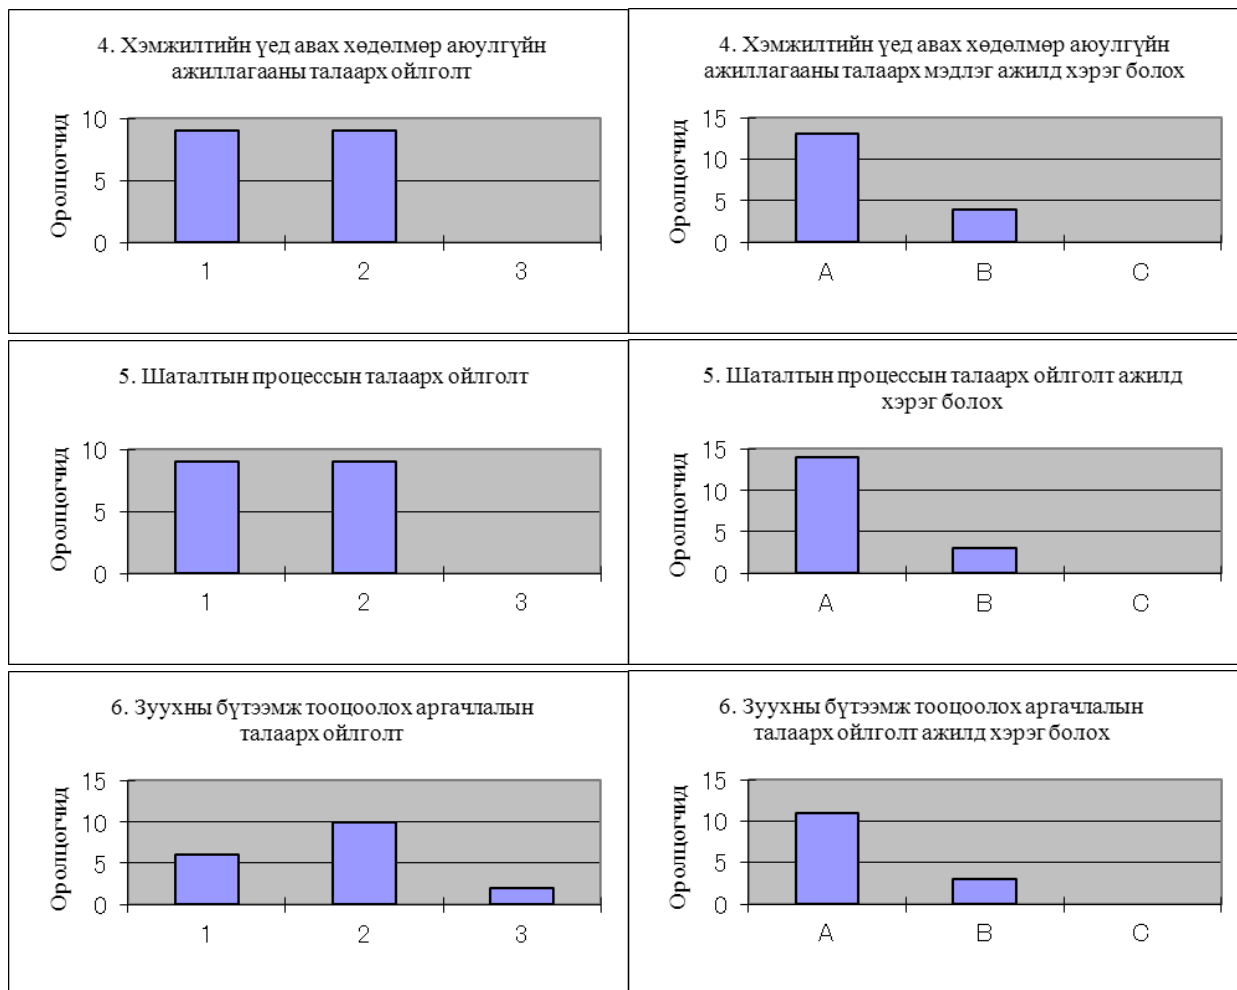 4. Хэмжилтийн үед авах хөдөлмөр аюулгүйн
ажиллагааны талаарх ойлголт
Оролцогчид
10
5
0
1
2
3
4. Хэмжилтийн үед авах хөдөлмөр аюулгүйн
ажиллагааны талаарх мэдлэг ажилд хэрэг болох
Оролцогчид
15
10
5
0
A
B
C
5. Шаталтын процессын талаарх ойлголт
Оролцогчид
10
5
0
1
2
3
5. Шаталтын процессын талаарх ойлголт ажилд
хэрэг болох
Оролцогчид
15
10
5
0
A
B
C
6. Зуухны бүтээмж тооцоолох аргачлалын
талаарх ойлголт
Оролцогчид
15
10
5
0
1
2
3
6. Зуухны бүтээмж тооцоолох аргачлалын
талаарх ойлголт ажилд хэрэг болох
Оролцогчид
15
10
5
0
A
B
C